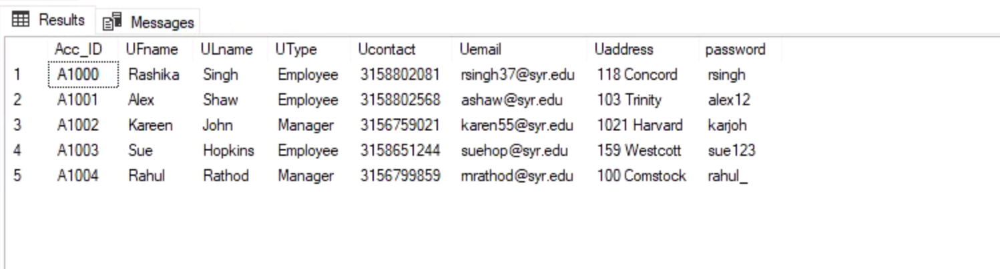 Results Messages
Acc_ID UFname ULname UType Ucontact Uemail Uaddress password
1 A1000 Rashika Singh Employee 3158802081 rsingh37@syr.edu 118 Concord rsingh
2 A1001 Alex Shaw Employee 3158802568 ashaw@syr.edu 103 Trinity alex12
3 A1002 Kareen John Manager 3156759021 karen55@syr.edu 1021 Harvard karjoh
4 A1003 Sue Hopkins Employee 3158651244 suehop@syr.edu 159 Westcott sue123
5 A1004 Rahul Rathod Manager 3156799859 rnrathod@syr.edu 100 Comstock rahul_